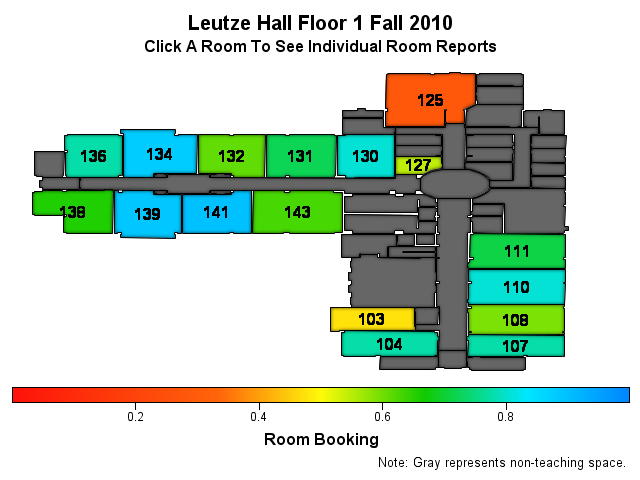 Leutze Hall Floor 1 Fall 2010
Click A Room To See Individual Room Reports
125
136 134 132 131 130 127
138 139 141 143
111
110
103 108
104 107
0.2 0.4 0.6 0.8
Room Booking
Note: Gray represents non-teaching space.